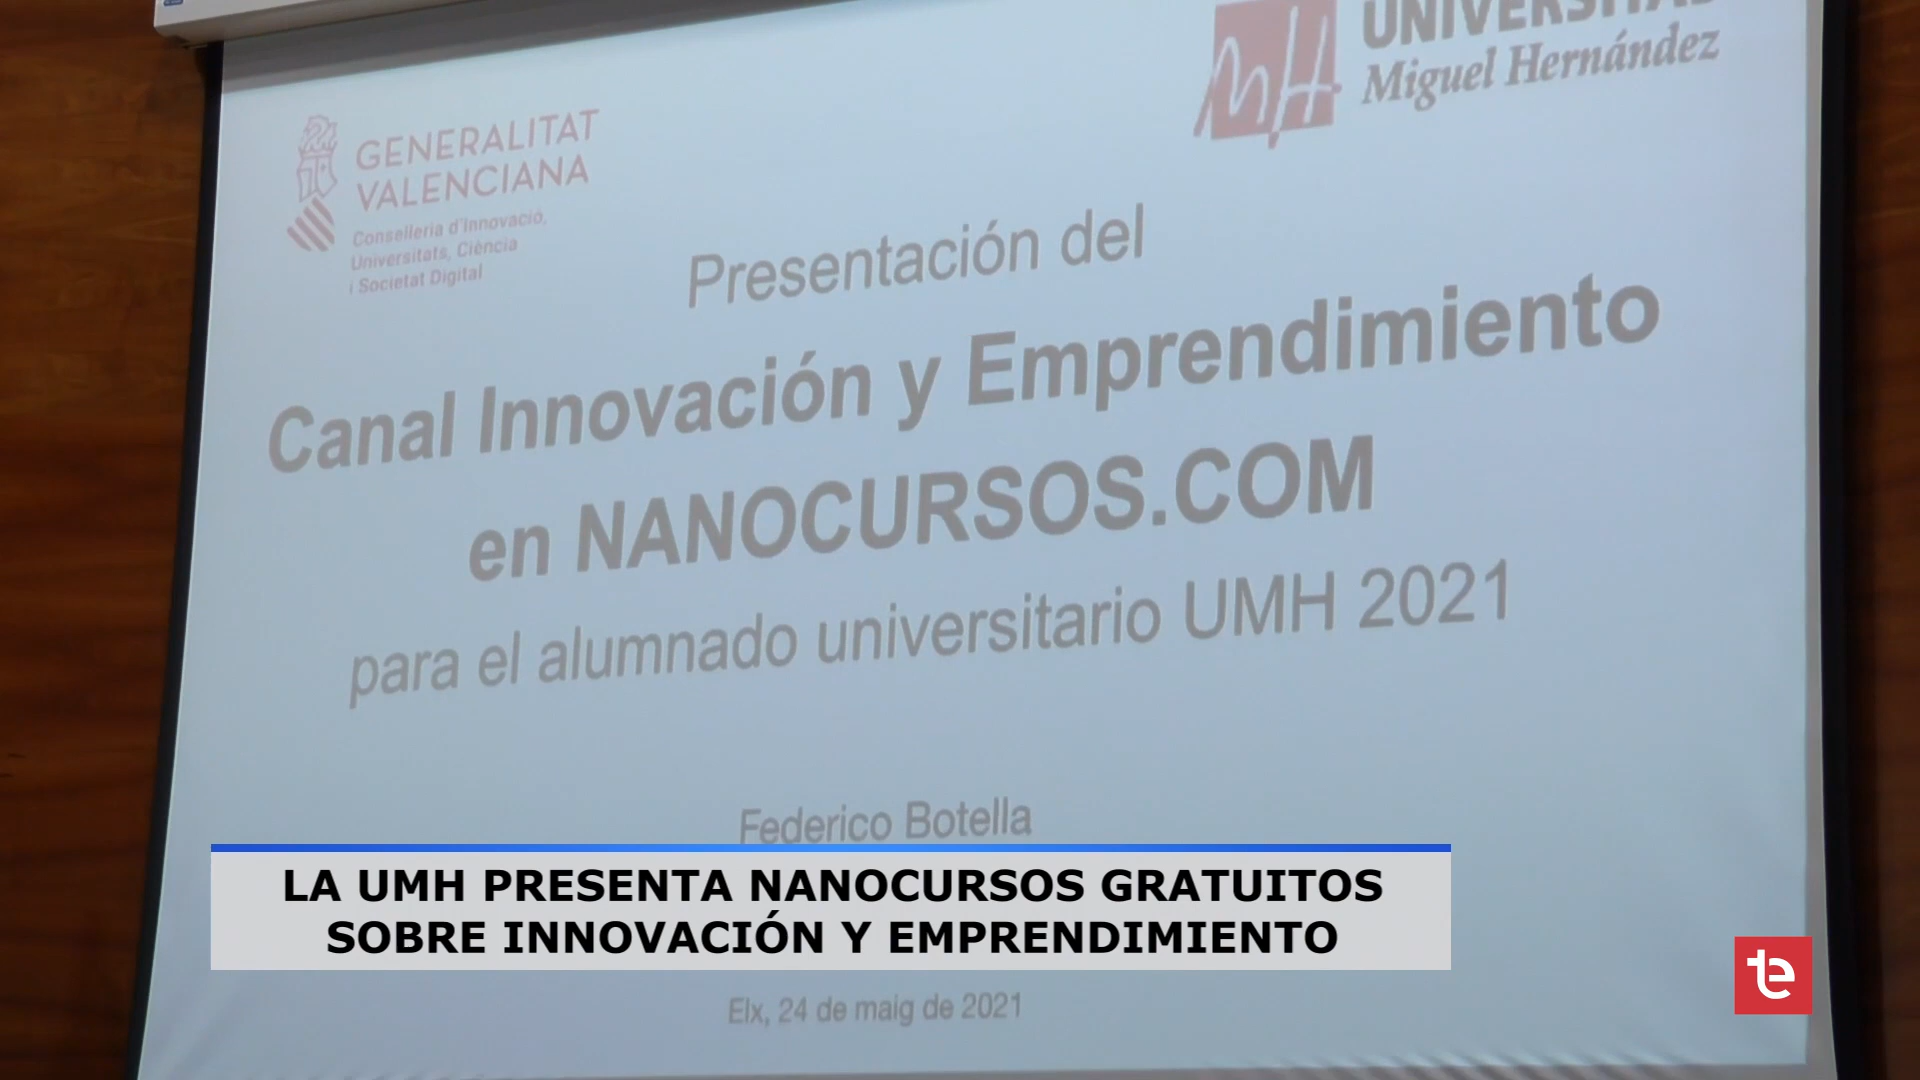 UNIVERSITAS
Miguel Hernández
GENERALITAT
VALENCIANA
Conselleria d'Innovació,
Universitats, Ciència
i Societat Digital
Presentación del
Canal Innovación y Emprendimiento
en NANOCURSOS.COM
para el alumnado universitario UMH 2021
Federico Botella
LA UMH PRESENTA NANOCURSOS GRATUITOS
SOBRE INNOVACIÓN Y EMPRENDIMIENTO
te
Elx, 24 de maig de 2021